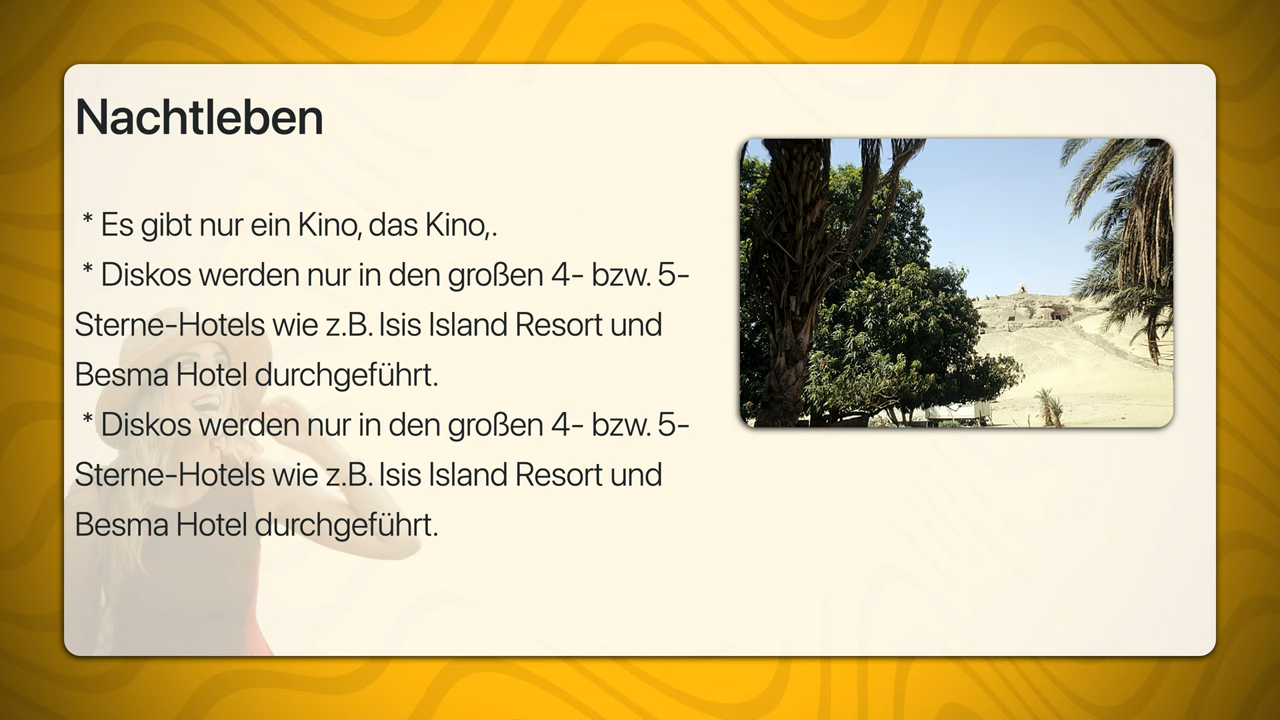 Nachtleben
* Es gibt nur ein Kino, das Kino,.
* Diskos werden nur in den großen 4- bzw. 5-
Sterne-Hotels wie z.B. Isis Island Resort und
Besma Hotel durchgeführt.
* Diskos werden nur in den großen 4- bzw. 5-
Sterne-Hotels wie z.B. Isis Island Resort und
Besma Hotel durchgeführt.